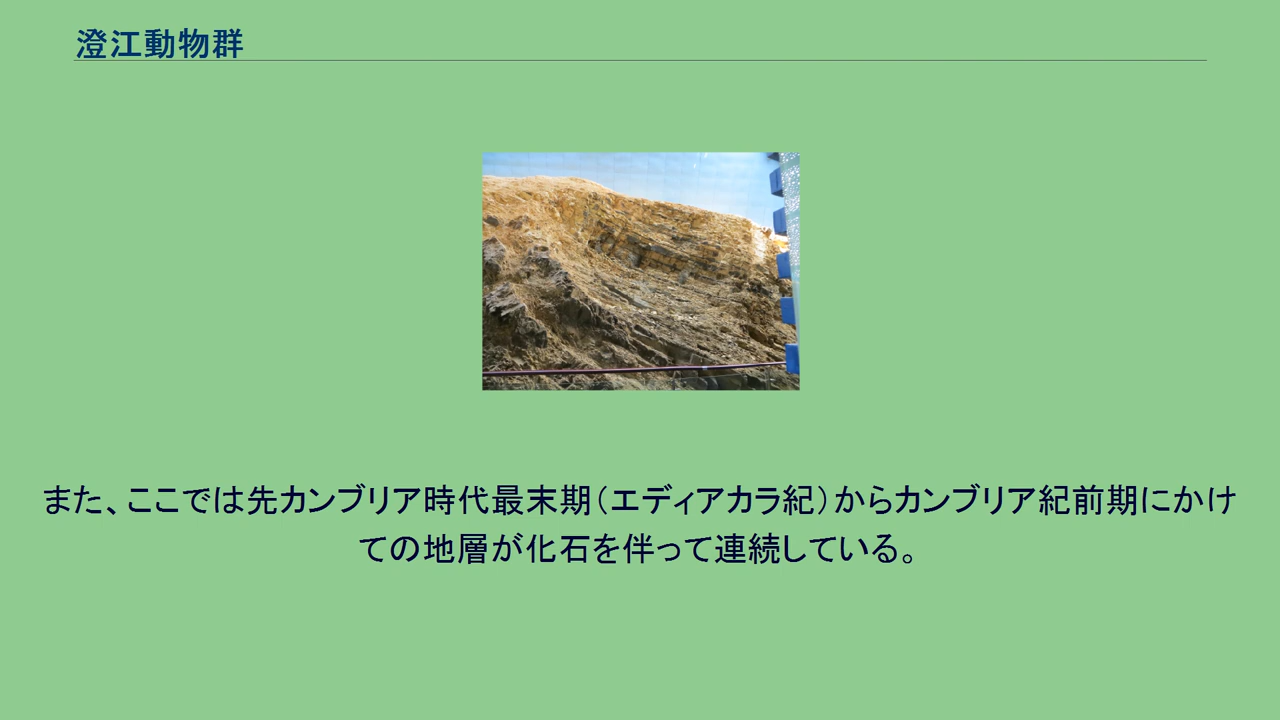 澄江動物群
また、ここでは先カンブリア時代最末期（エディアカラ紀）からカンブリア紀前期にかけ
ての地層が化石を伴って連続している。